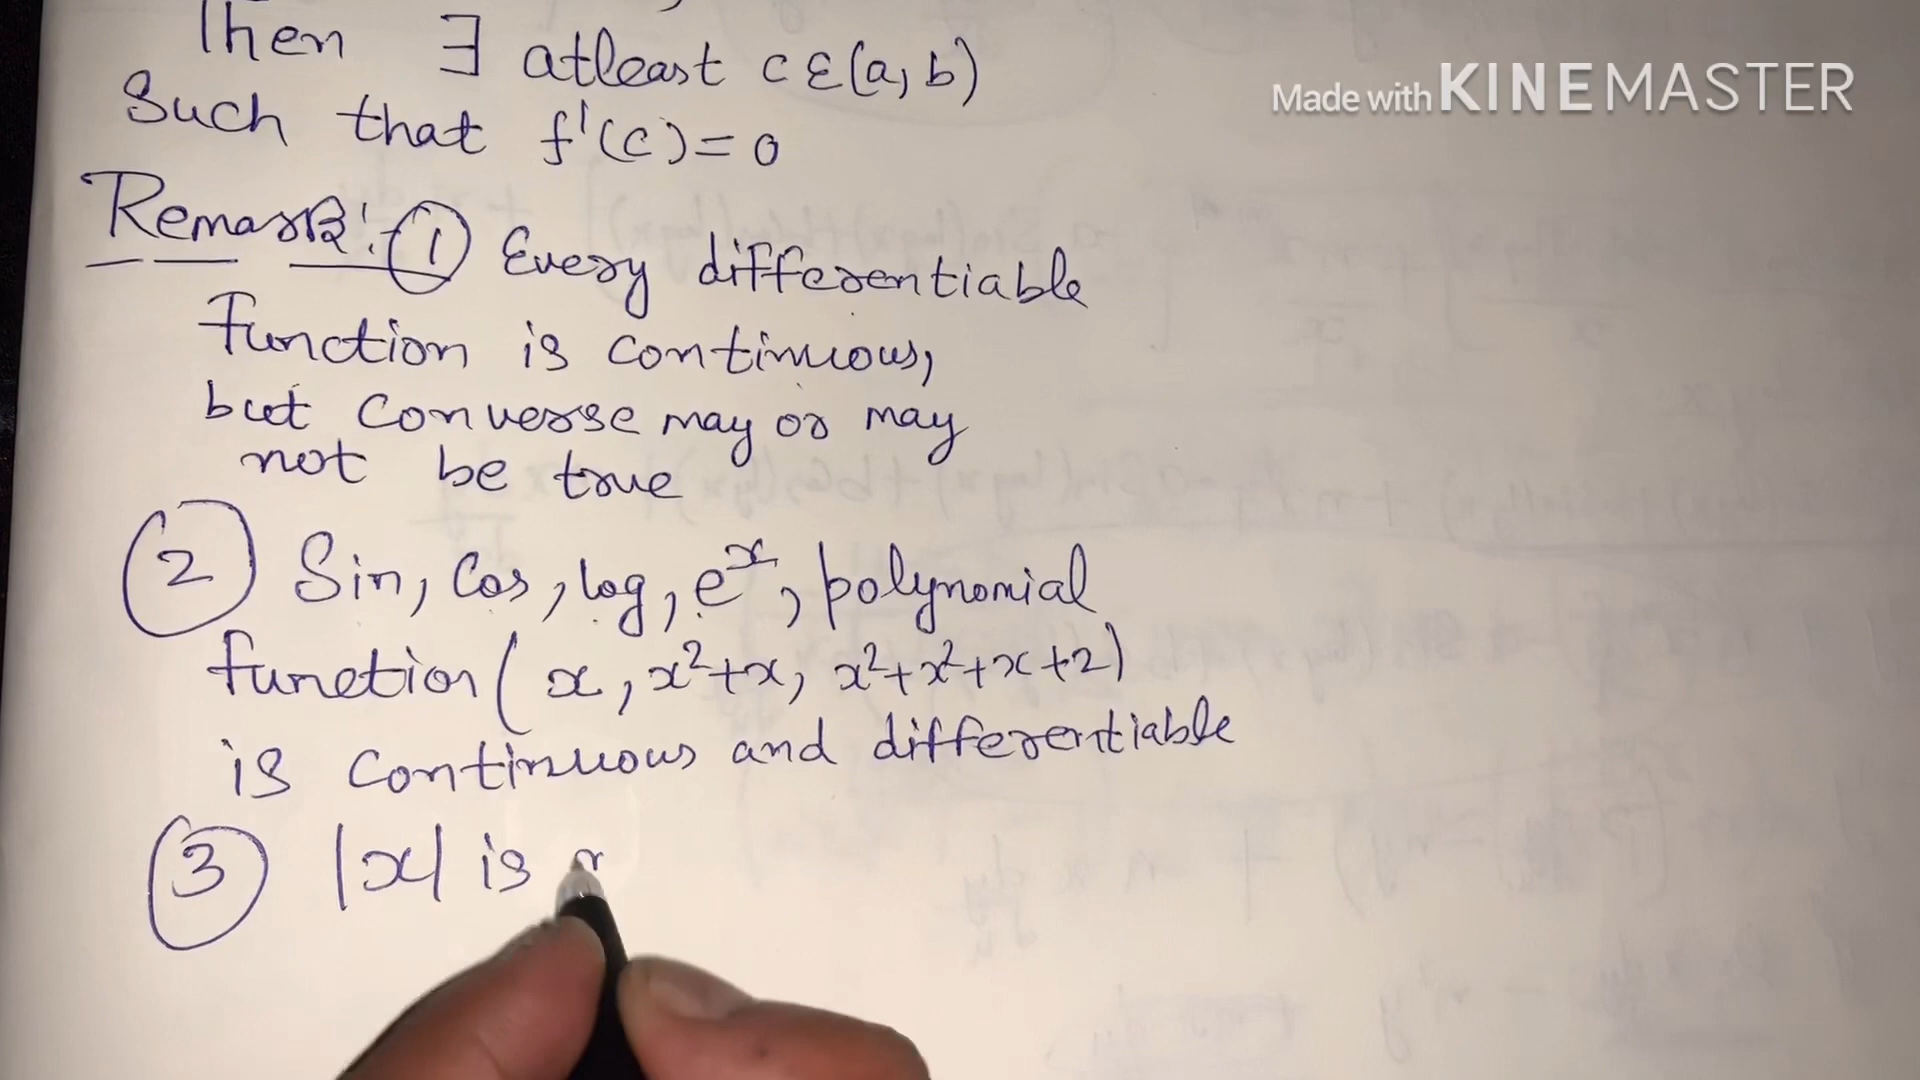 Then ∃ atleast c ε (a, b)
Made with KINEMASTER
Such that f'(c) = 0
Remark:- ① Every differentiable
function is continuous,
but converse may or may
not be true
② Sin, Cos, log, e^x, polynomial
function (x, x²+x, x²+x²+x+2)
is continuous and differentiable
③ |x| is